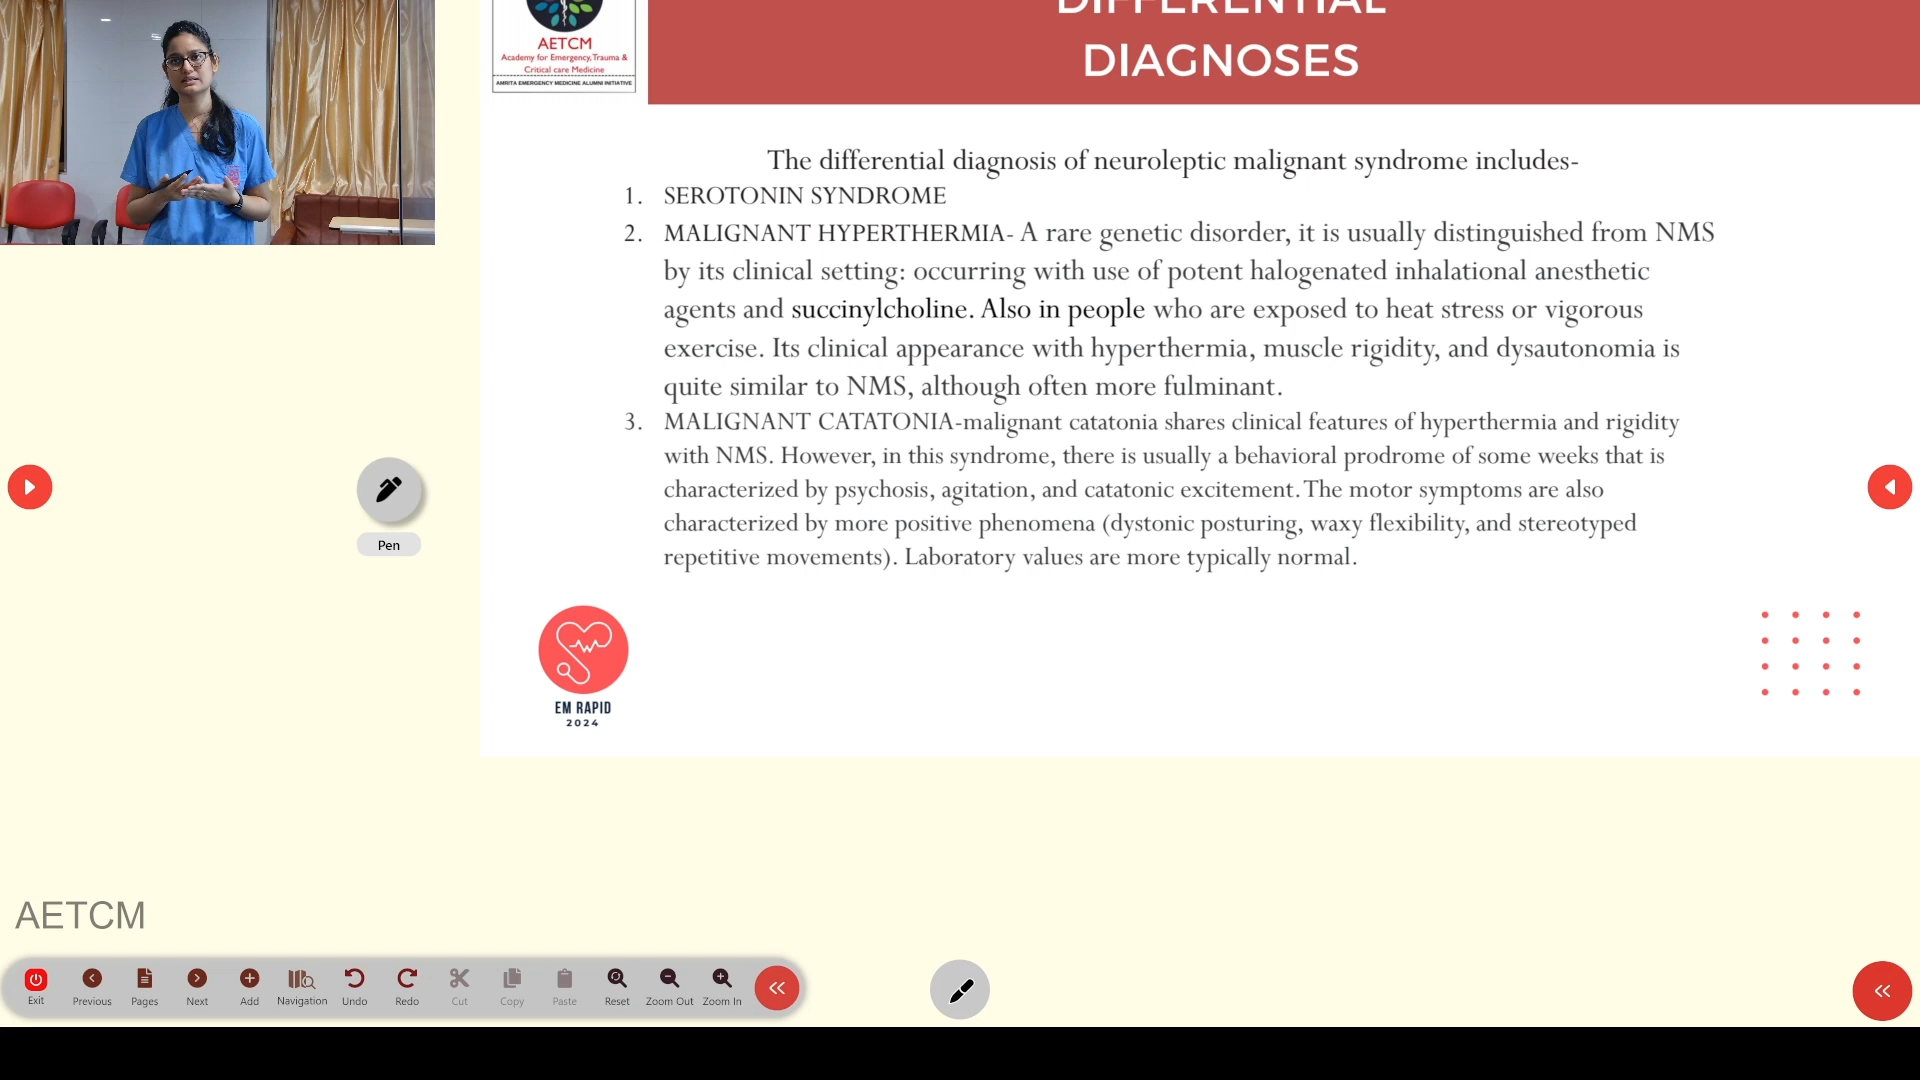 DIFFERENTIAL
DIAGNOSES
AETCM
Academy for Emergency, Trauma &
Critical care Medicine
AMRITA EMERGENCY MEDICINE ALUMNI INITIATIVE
The differential diagnosis of neuroleptic malignant syndrome includes-
1. SEROTONIN SYNDROME
2. MALIGNANT HYPERTHERMIA- A rare genetic disorder, it is usually distinguished from NMS
by its clinical setting: occurring with use of potent halogenated inhalational anesthetic
agents and succinylcholine. Also in people who are exposed to heat stress or vigorous
exercise. Its clinical appearance with hyperthermia, muscle rigidity, and dysautonomia is
quite similar to NMS, although often more fulminant.
3. MALIGNANT CATATONIA-malignant catatonia shares clinical features of hyperthermia and rigidity
with NMS. However, in this syndrome, there is usually a behavioral prodrome of some weeks that is
characterized by psychosis, agitation, and catatonic excitement. The motor symptoms are also
characterized by more positive phenomena (dystonic posturing, waxy flexibility, and stereotyped
repetitive movements). Laboratory values are more typically normal.
Pen
EM RAPID
2024
AETCM
Exit Previous Pages Next Add Navigation Undo Redo Cut Copy Paste Reset Zoom Out Zoom In